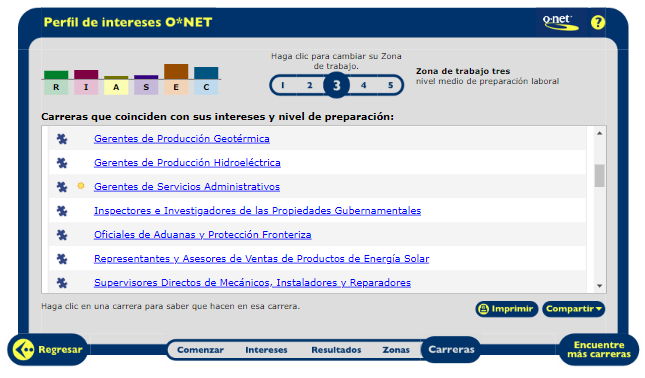 Perfil de intereses O*NET
o·net
?
Haga clic para cambiar su Zona
de trabajo.
R I A S E C
1 2 3 4 5
Zona de trabajo tres
nivel medio de preparación laboral
Carreras que coinciden con sus intereses y nivel de preparación:
Gerentes de Producción Geotérmica
Gerentes de Producción Hidroeléctrica
Gerentes de Servicios Administrativos
Inspectores e Investigadores de las Propiedades Gubernamentales
Oficiales de Aduanas y Protección Fronteriza
Representantes y Asesores de Ventas de Productos de Energía Solar
Supervisores Directos de Mecánicos, Instaladores y Reparadores
Haga clic en una carrera para saber que hacen en esa carrera.
Imprimir
Compartir
Regresar
Comenzar Intereses Resultados Zonas Carreras
Encuentre
más carreras